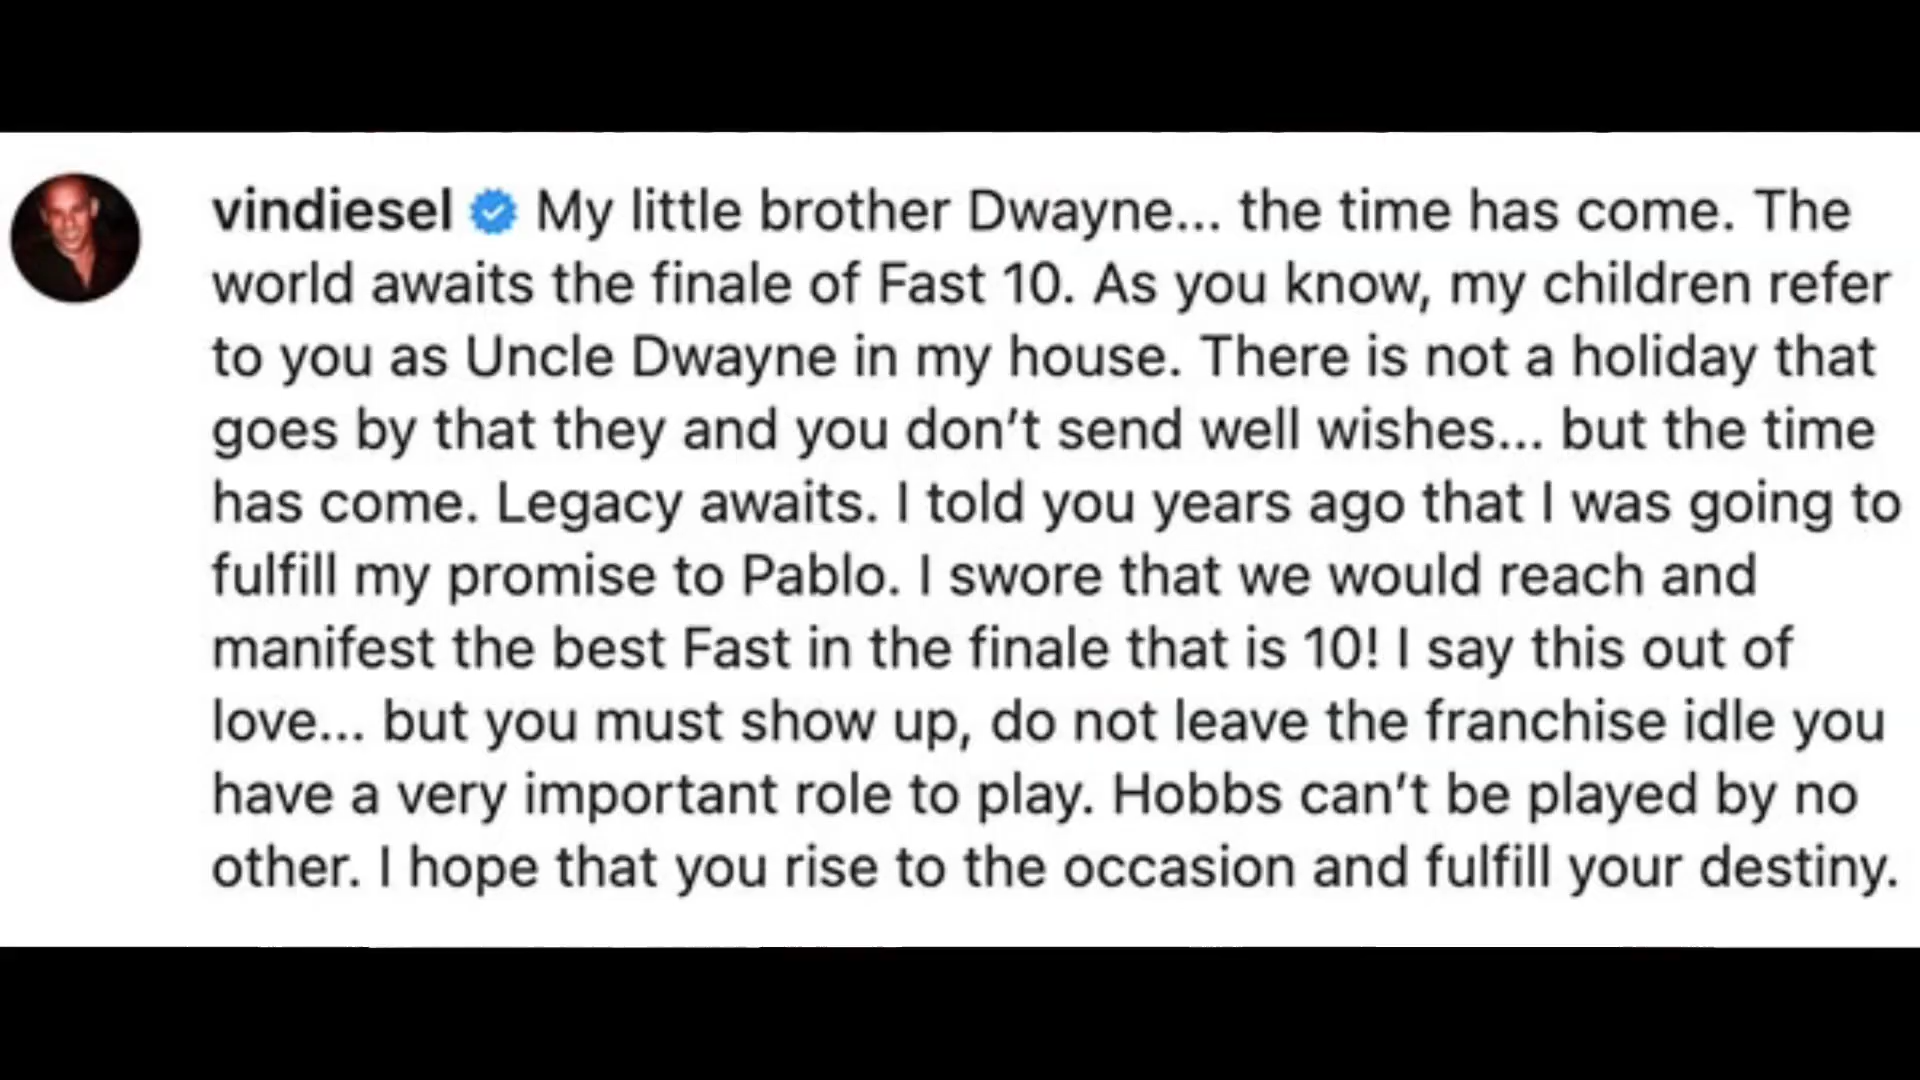 vindiesel My little brother Dwayne... the time has come. The
world awaits the finale of Fast 10. As you know, my children refer
to you as Uncle Dwayne in my house. There is not a holiday that
goes by that they and you don’t send well wishes... but the time
has come. Legacy awaits. I told you years ago that I was going to
fulfill my promise to Pablo. I swore that we would reach and
manifest the best Fast in the finale that is 10! I say this out of
love... but you must show up, do not leave the franchise idle you
have a very important role to play. Hobbs can’t be played by no
other. I hope that you rise to the occasion and fulfill your destiny.